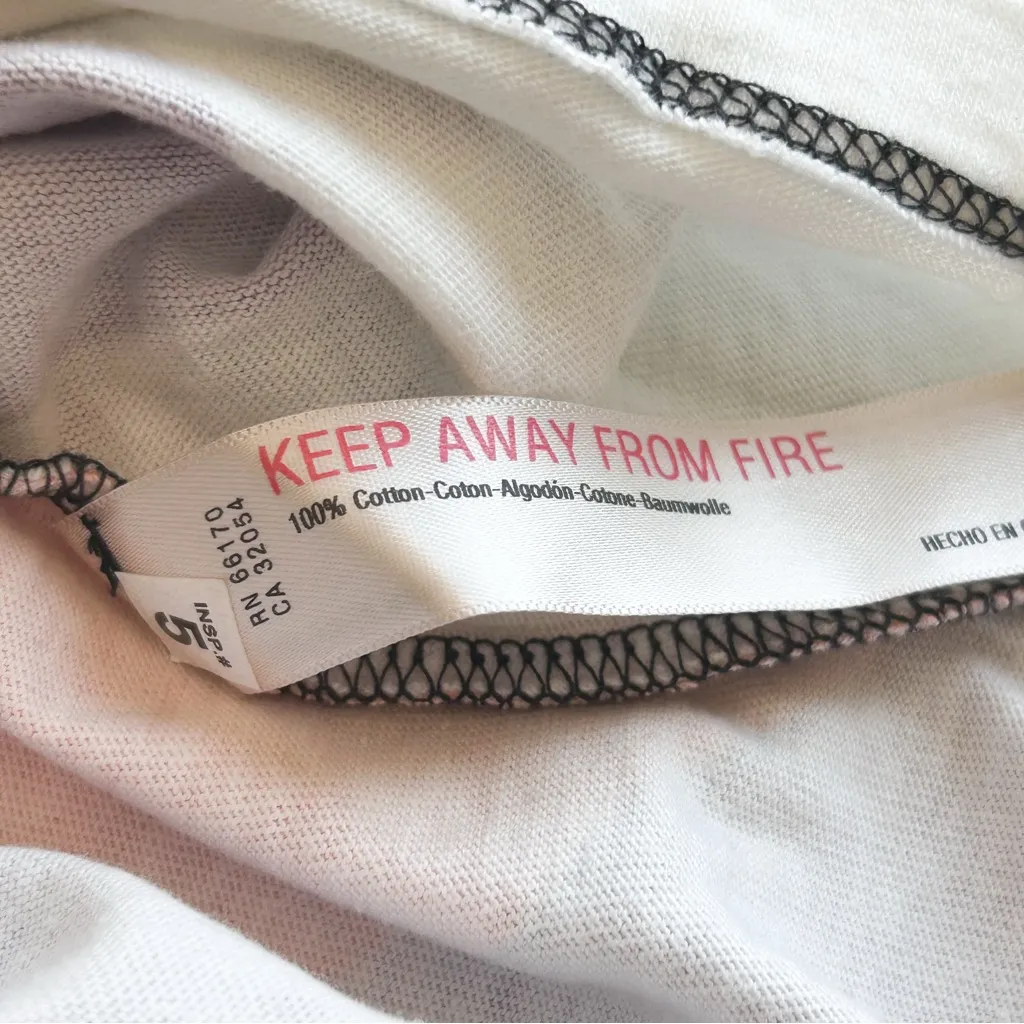 KEEP AWAY FROM FIRE
100% Cotton-Coton-Algodón-Cotone-Baumwolle
HECHO EN
RN 66170
CA 32054
INSP.#
5